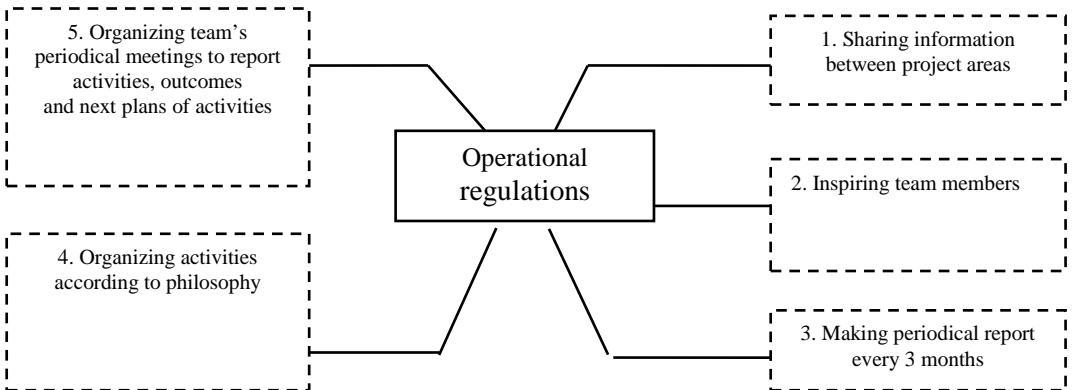 5. Organizing team’s
periodical meetings to report
activities, outcomes
and next plans of activities
1. Sharing information
between project areas
Operational
regulations
2. Inspiring team members
4. Organizing activities
according to philosophy
3. Making periodical report
every 3 months